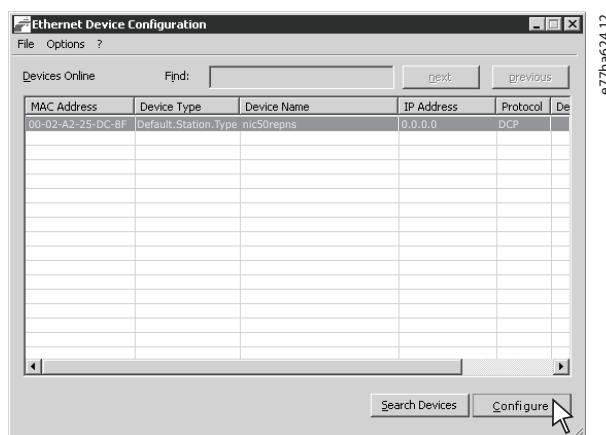 Ethernet Device Configuration
File Options ?
Devices Online Find: next previous
MAC Address Device Type Device Name IP Address Protocol De
00-02-A2-25-DC-8F Default.Station.Type nic50repns 0.0.0.0 DCP
Search Devices Configure
e77ba624.12